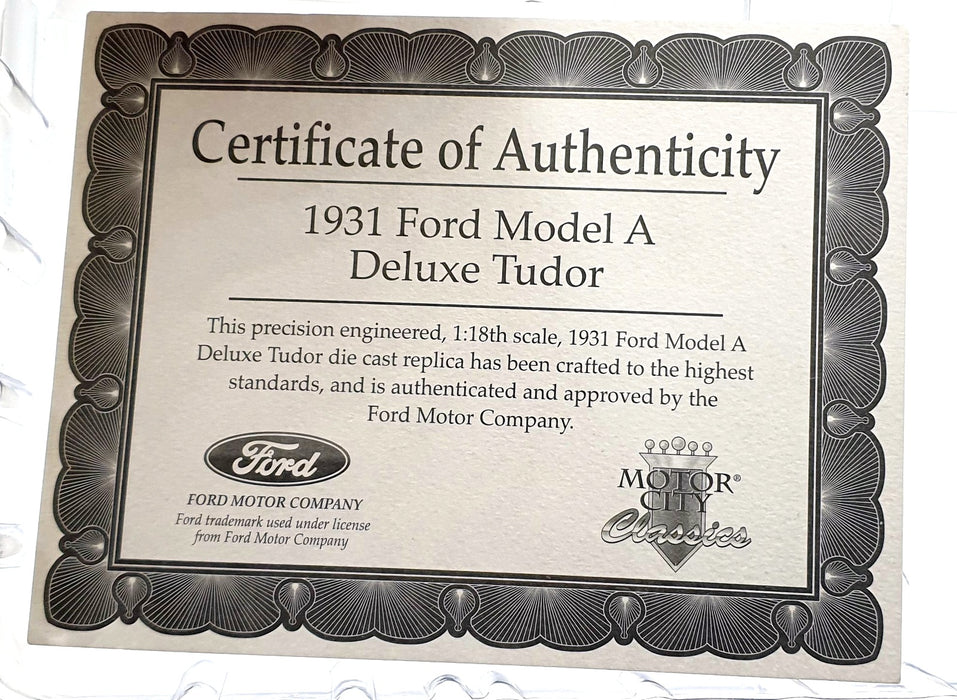 Certificate of Authenticity
1931 Ford Model A
Deluxe Tudor
This precision engineered, 1:18th scale, 1931 Ford Model A
Deluxe Tudor die cast replica has been crafted to the highest
standards, and is authenticated and approved by the
Ford Motor Company.
Ford
FORD MOTOR COMPANY
Ford trademark used under license
from Ford Motor Company
MOTOR®
CITY
Classics